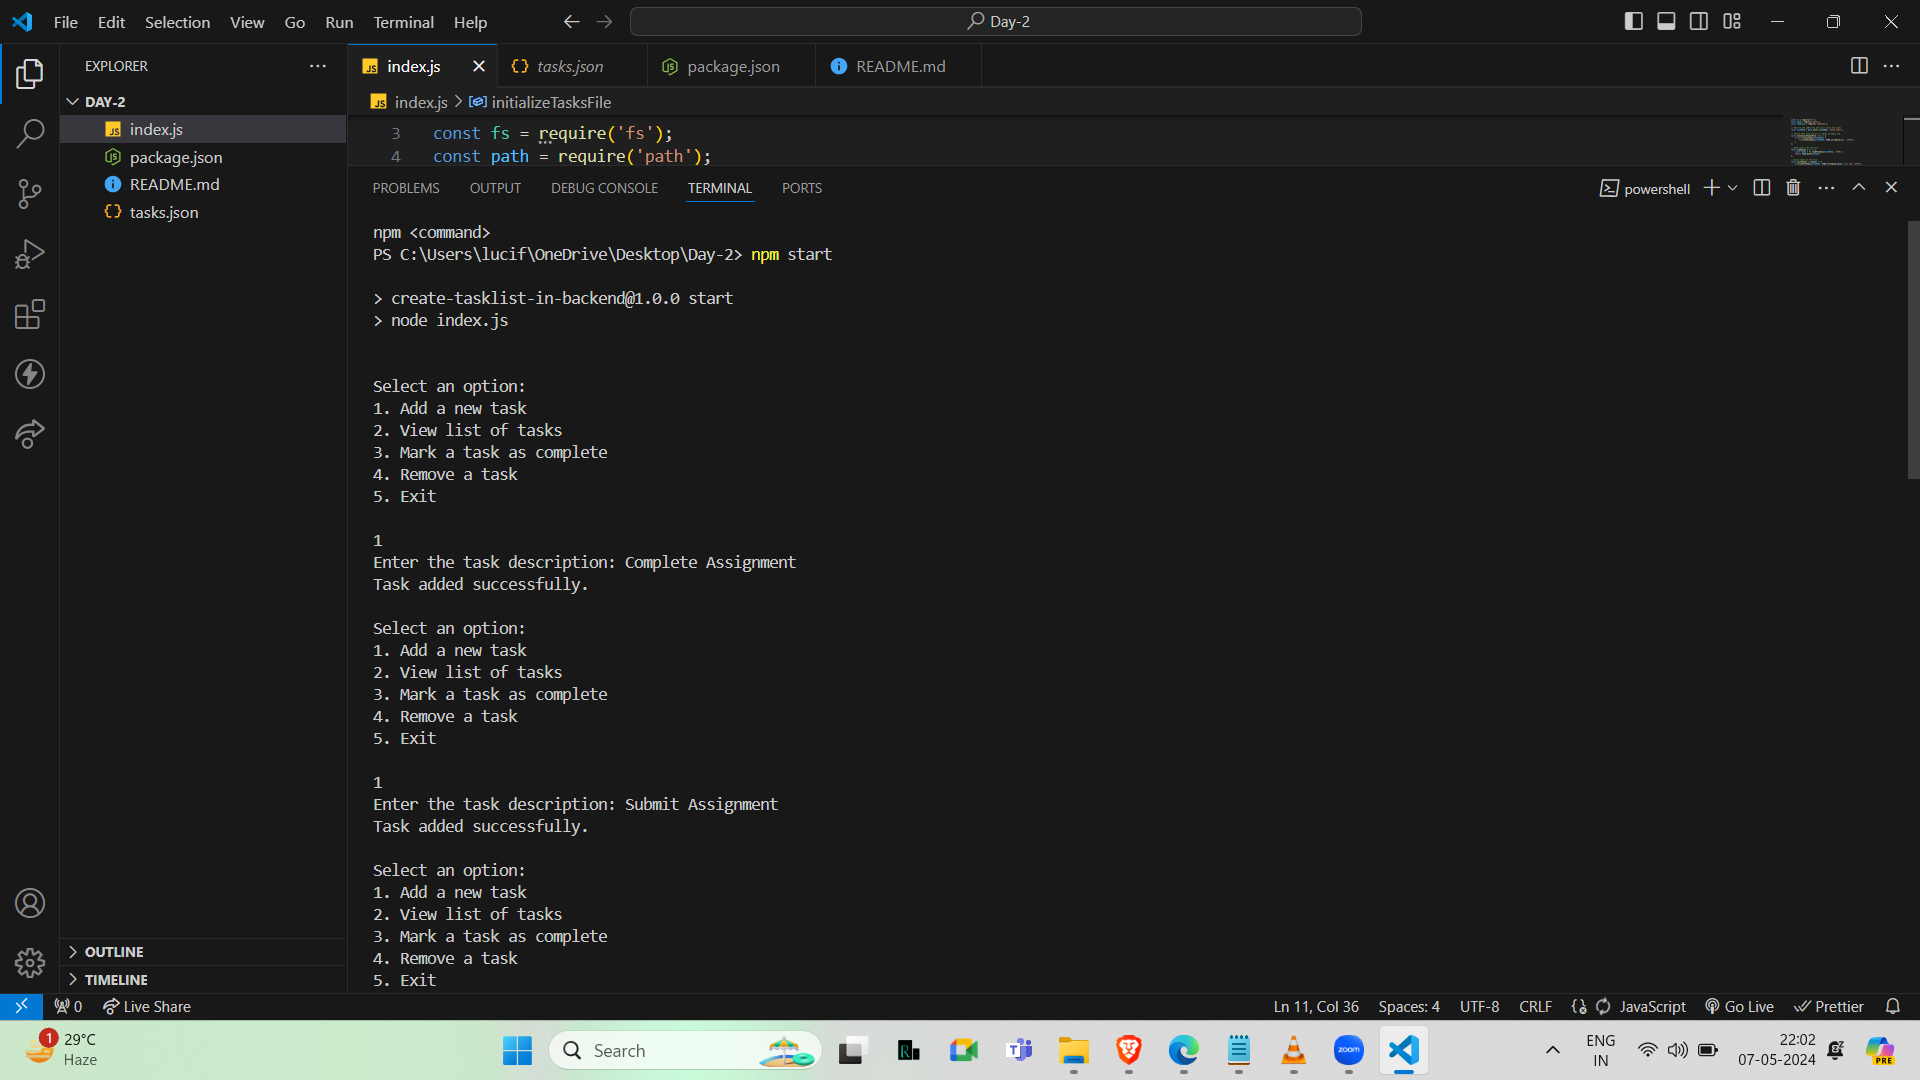 File Edit Selection View Go Run Terminal Help
Day-2
EXPLORER
index.js
tasks.json
package.json
README.md
DAY-2
index.js
package.json
README.md
tasks.json
index.js > initializeTasksFile
3 const fs = require('fs');
4 const path = require('path');
PROBLEMS OUTPUT DEBUG CONSOLE TERMINAL PORTS
powershell
npm <command>
PS C:\Users\lucif\OneDrive\Desktop\Day-2> npm start
> create-tasklist-in-backend@1.0.0 start
> node index.js
Select an option:
1. Add a new task
2. View list of tasks
3. Mark a task as complete
4. Remove a task
5. Exit
1
Enter the task description: Complete Assignment
Task added successfully.
Select an option:
1. Add a new task
2. View list of tasks
3. Mark a task as complete
4. Remove a task
5. Exit
1
Enter the task description: Submit Assignment
Task added successfully.
Select an option:
1. Add a new task
2. View list of tasks
3. Mark a task as complete
4. Remove a task
5. Exit
OUTLINE
TIMELINE
0 Live Share
Ln 11, Col 36 Spaces: 4 UTF-8 CRLF JavaScript Go Live Prettier
1
29°C
Haze
Search
zoom
ENG
IN
22:02
07-05-2024
PRE